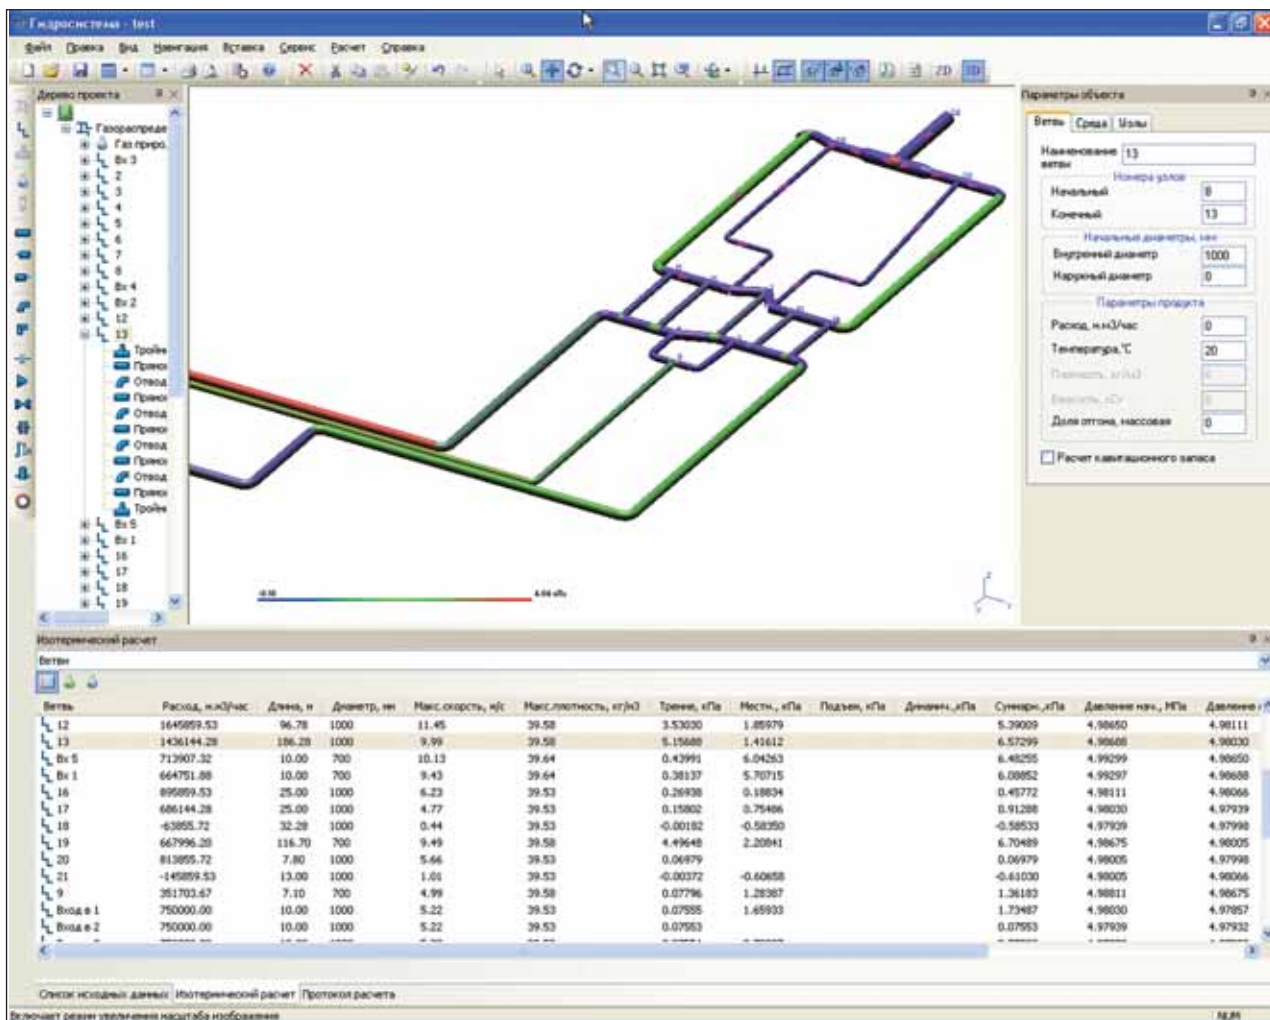 Гидросистема - test
Файл Правка Вид Навигация Вставка Сервис Расчет Справка
2D 3D
Дерево проекта
Газораспреде
Газ приро.
Вх 3
2
3
4
5
6
7
8
Вх 4
Вх 2
12
13
Тройни
Прямо
Отвод
Прямо
Отвод
Прямо
Отвод
Прямо
Отвод
Прямо
Тройни
Вх 5
Вх 1
16
17
18
19
Параметры объекта
Ветвь Среда Узлы
Наименование ветви 13
Номера узлов
Начальный 8
Конечный 13
Начальные диаметры, мм
Внутренний диаметр 1000
Наружный диаметр 0
Параметры продукта
Расход, н.м3/час 0
Температура,°C 20
Плотность, кг/м3
Вязкость, сСт
Доля отгона, массовая 0
Расчет кавитационного запаса
Изотермический расчет
Ветви
Ветвь Расход, н.м3/час Длина, м Диаметр, мм Макс.скорость, м/с Макс.плотность, кг/м3 Трение, кПа Местн., кПа Подъем, кПа Динамич.,кПа Суммарн.,кПа Давление нач., МПа Давление
12 1645859.53 96.78 1000 11.45 39.58 3.53030 1.85979 5.39009 4.98650 4.98111
13 1436144.28 186.28 1000 9.99 39.58 5.15688 1.41612 6.57299 4.98688 4.98030
Вх 5 713907.32 10.00 700 10.13 39.64 0.43991 6.04263 6.48255 4.99299 4.98650
Вх 1 664751.88 10.00 700 9.43 39.64 0.38137 5.70715 6.08852 4.99297 4.98688
16 895859.53 25.00 1000 6.23 39.53 0.26938 0.18834 0.45772 4.98111 4.98066
17 686144.28 25.00 1000 4.77 39.53 0.15802 0.75486 0.91288 4.98030 4.97939
18 -63855.72 32.28 1000 0.44 39.53 -0.00182 -0.58350 -0.58533 4.97939 4.97998
19 667996.20 116.70 700 9.49 39.58 4.49648 2.20841 6.70489 4.98675 4.98005
20 813855.72 7.80 1000 5.66 39.53 0.06979 0.06979 4.98005 4.97998
21 -145859.53 13.00 1000 1.01 39.53 -0.00372 -0.60658 -0.61030 4.98005 4.98066
9 351703.67 7.10 700 4.99 39.58 0.07796 1.28387 1.36183 4.98811 4.98675
Вход в 1 750000.00 10.00 1000 5.22 39.53 0.07555 1.65933 1.73487 4.98030 4.97857
Вход в 2 750000.00 10.00 1000 5.22 39.53 0.07553 0.07553 4.97939 4.97932
Список исходных данных Изотермический расчет Протокол расчета
Включает режим увеличения масштаба изображения
NUM